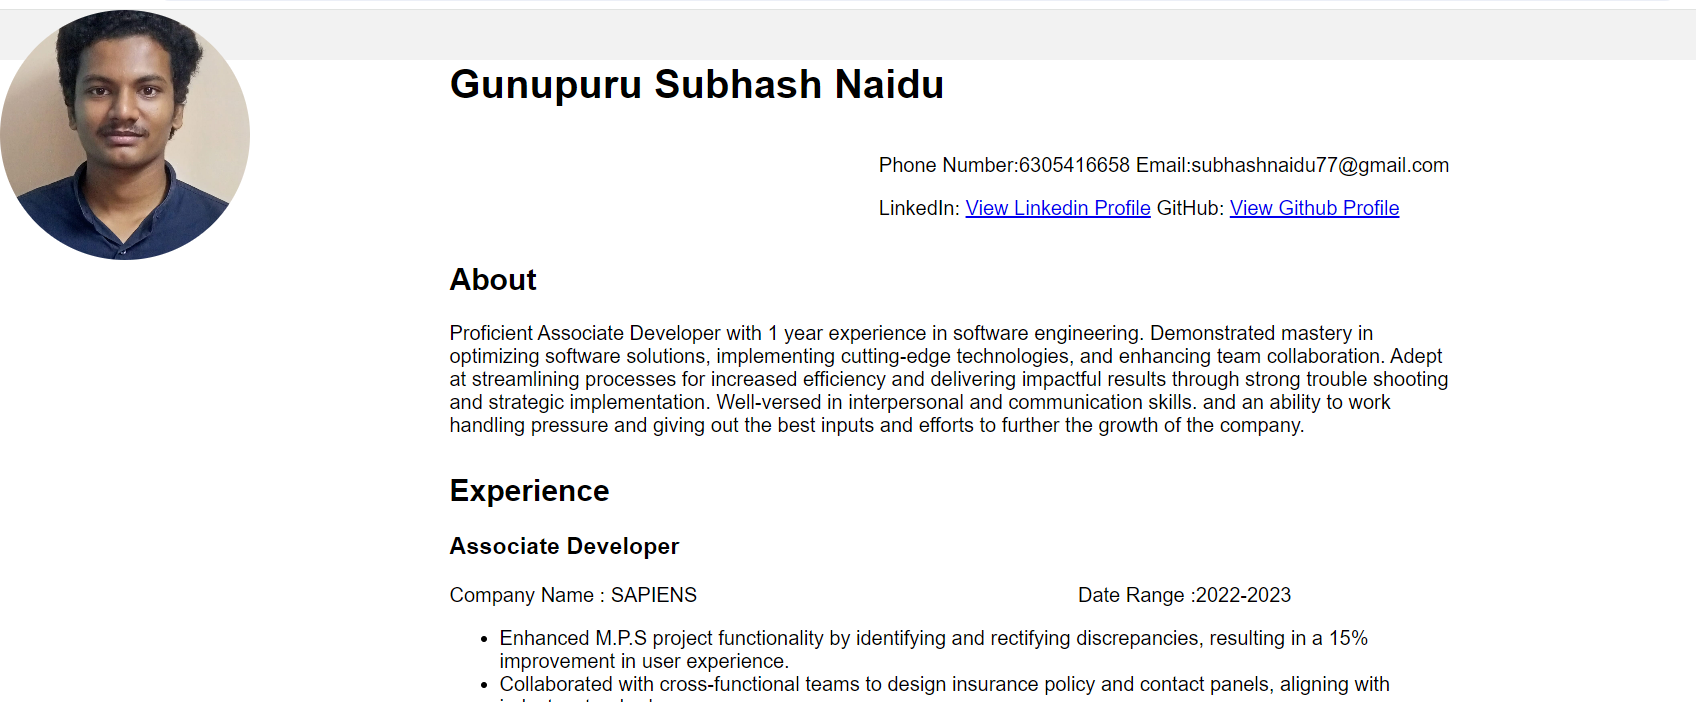 Gunupuru Subhash Naidu
Phone Number:6305416658 Email:subhashnaidu77@gmail.com
LinkedIn: View Linkedin Profile GitHub: View Github Profile
About
Proficient Associate Developer with 1 year experience in software engineering. Demonstrated mastery in
optimizing software solutions, implementing cutting-edge technologies, and enhancing team collaboration. Adept
at streamlining processes for increased efficiency and delivering impactful results through strong trouble shooting
and strategic implementation. Well-versed in interpersonal and communication skills. and an ability to work
handling pressure and giving out the best inputs and efforts to further the growth of the company.
Experience
Associate Developer
Company Name : SAPIENS Date Range :2022-2023
• Enhanced M.P.S project functionality by identifying and rectifying discrepancies, resulting in a 15%
improvement in user experience.
• Collaborated with cross-functional teams to design insurance policy and contact panels, aligning with